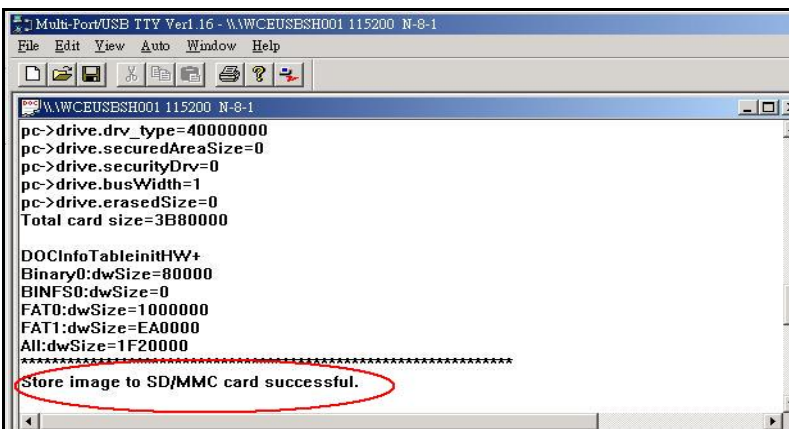 Multi-Port/USB TTY Ver1.16 - \\.\WCEUSBSH001 115200 N-8-1
File Edit View Auto Window Help
\\.\WCEUSBSH001 115200 N-8-1
pc->drive.drv_type=40000000
pc->drive.securedAreaSize=0
pc->drive.securityDrv=0
pc->drive.busWidth=1
pc->drive.erasedSize=0
Total card size=3B80000
DOCInfoTableinitHW+
Binary0:dwSize=80000
BINFS0:dwSize=0
FAT0:dwSize=1000000
FAT1:dwSize=EA0000
All:dwSize=1F20000
****************************************************************
Store image to SD/MMC card successful.